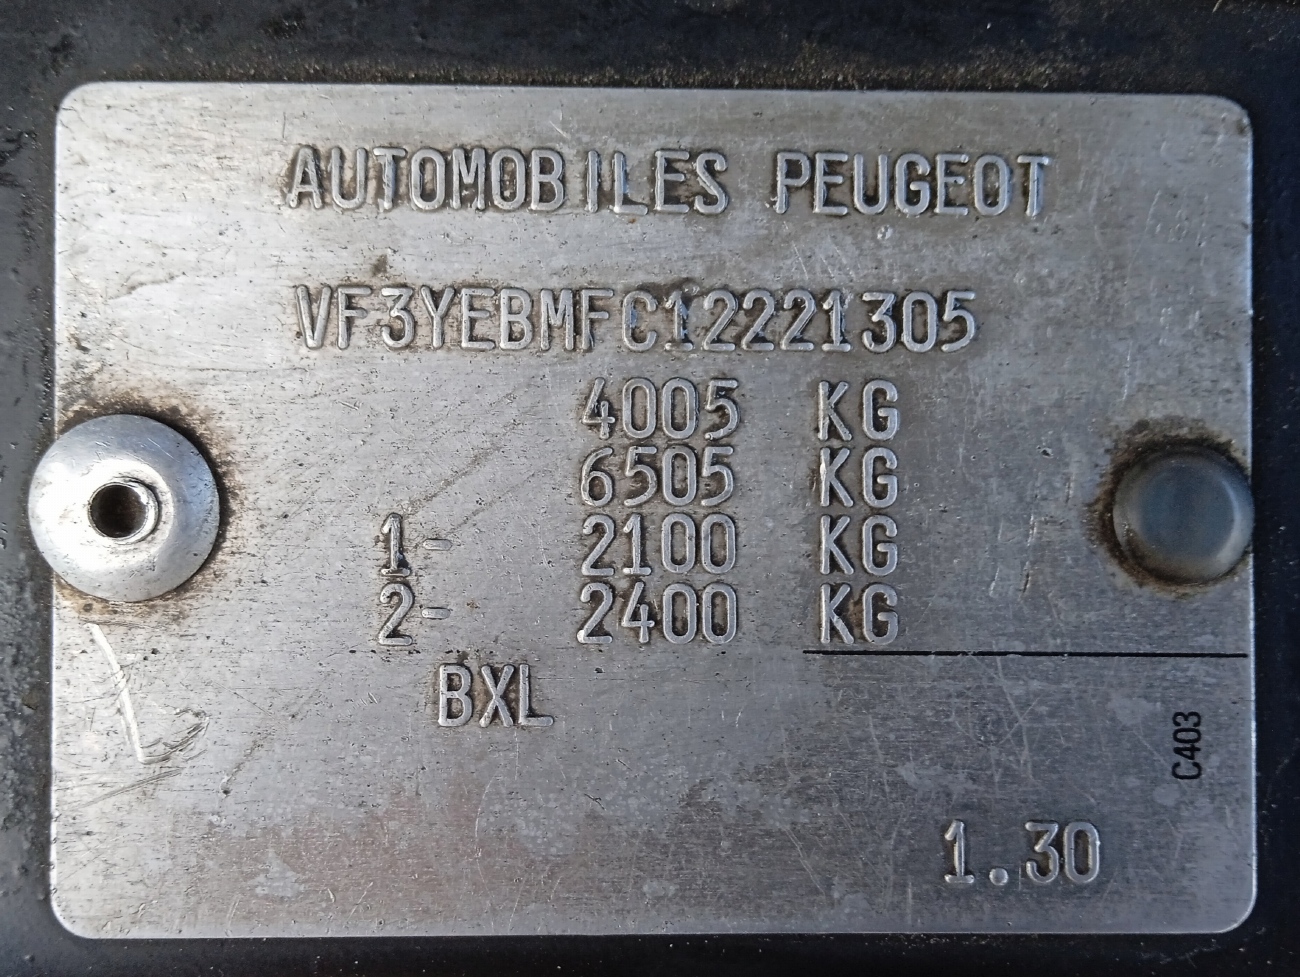 AUTOMOBILES PEUGEOT
VF3YEBMFC12221305
4005 KG
6505 KG
1- 2100 KG
2- 2400 KG
BXL
C403
1.30